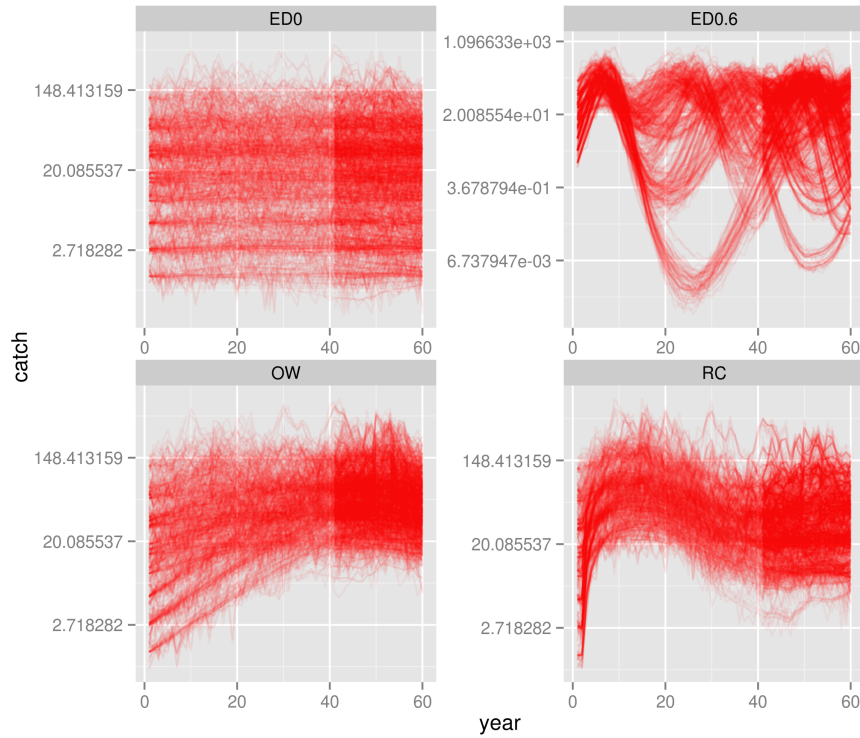 ED0
ED0.6
148.413159
20.085537
2.718282
1.096633e+03
2.008554e+01
3.678794e-01
6.737947e-03
0 20 40 60
0 20 40 60
catch
OW
RC
148.413159
20.085537
2.718282
148.413159
20.085537
2.718282
0 20 40 60
0 20 40 60
year